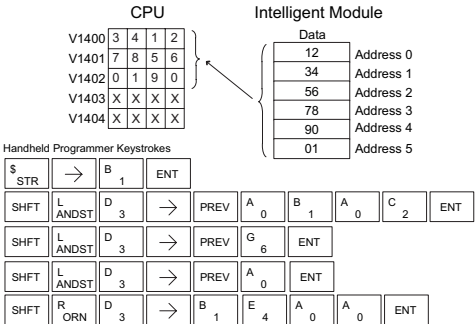 CPU Intelligent Module
Data
V1400 3 4 1 2
V1401 7 8 5 6
V1402 0 1 9 0
V1403 X X X X
V1404 X X X X
12 Address 0
34 Address 1
56 Address 2
78 Address 3
90 Address 4
01 Address 5
Handheld Programmer Keystrokes
$ STR → B 1 ENT
SHFT L ANDST D 3 → PREV A 0 B 1 A 0 C 2 ENT
SHFT L ANDST D 3 → PREV G 6 ENT
SHFT L ANDST D 3 → PREV A 0 ENT
SHFT R ORN D 3 → B 1 E 4 A 0 A 0 ENT